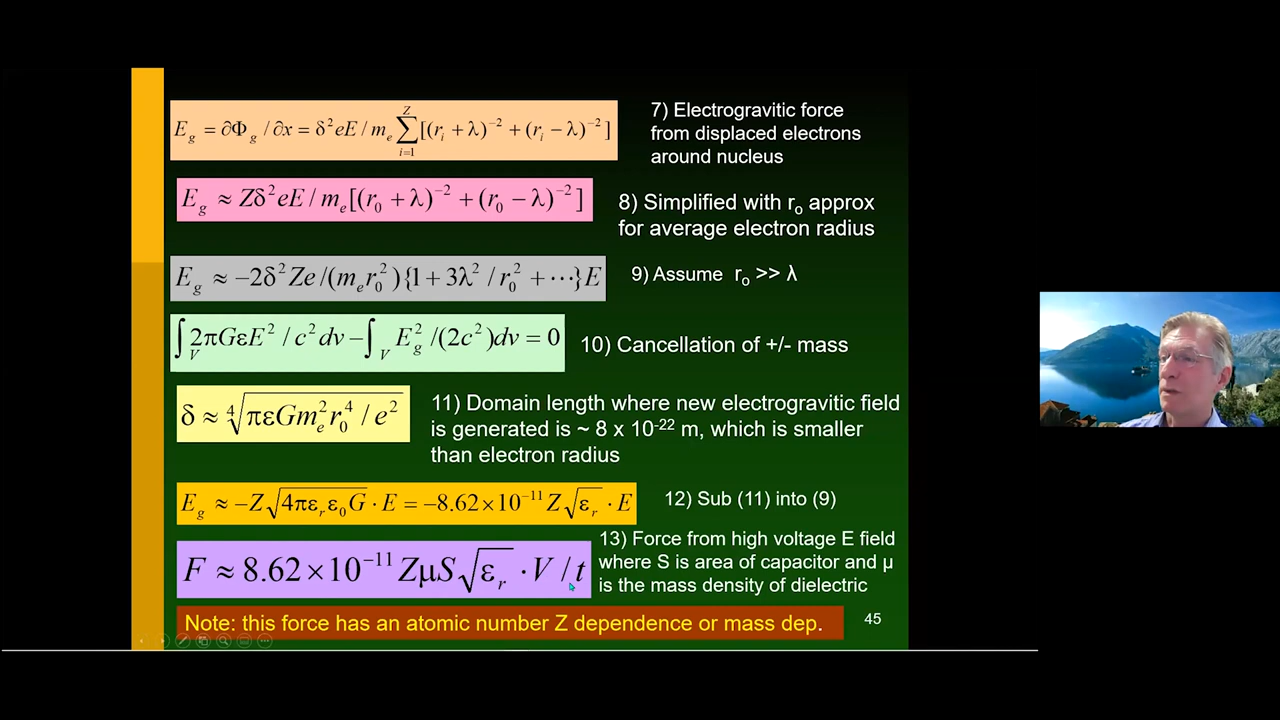 E_g = ∂Φ_g / ∂x = δ²eE / m_e ∑_{i=1}^{Z} [(r_i + λ)⁻² + (r_i − λ)⁻²]
7) Electrogravitic force
from displaced electrons
around nucleus
E_g ≈ Zδ²eE / m_e[(r_0 + λ)⁻² + (r_0 − λ)⁻²]
8) Simplified with r_o approx
for average electron radius
E_g ≈ −2δ²Ze/(m_e r_0²){1 + 3λ² / r_0² + ⋯}E
9) Assume r_o >> λ
∫_V 2πGεE² / c² dv − ∫_V E_g² /(2c²)dv = 0
10) Cancellation of +/- mass
δ ≈ ∜(πεGm_e² r_0⁴ / e²)
11) Domain length where new electrogravitic field
is generated is ~ 8 x 10⁻²² m, which is smaller
than electron radius
E_g ≈ −Z√(4πε_r ε_0 G) · E = −8.62×10⁻¹¹ Z√ε_r · E
12) Sub (11) into (9)
F ≈ 8.62×10⁻¹¹ ZμS√ε_r · V / t
13) Force from high voltage E field
where S is area of capacitor and μ
is the mass density of dielectric
Note: this force has an atomic number Z dependence or mass dep.
45